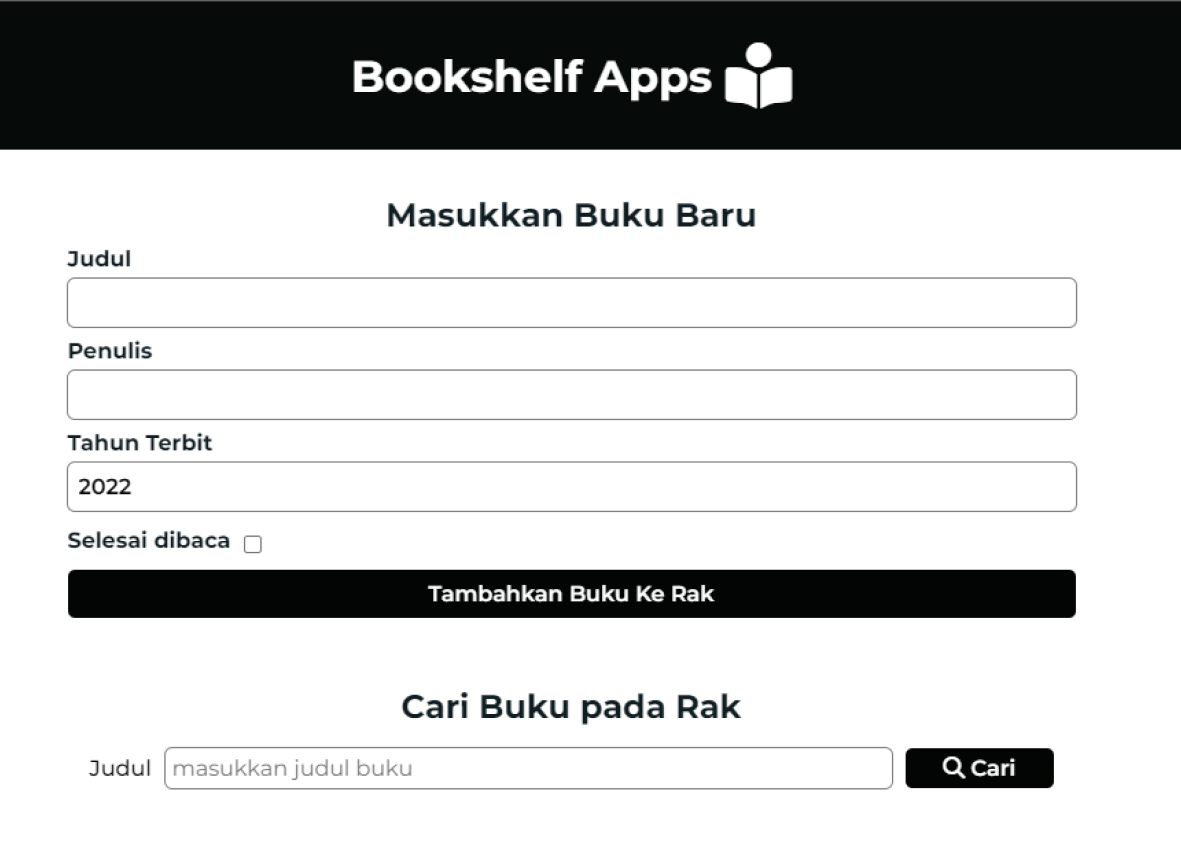 Bookshelf Apps
Masukkan Buku Baru
Judul
Penulis
Tahun Terbit
2022
Selesai dibaca
Tambahkan Buku Ke Rak
Cari Buku pada Rak
Judul masukkan judul buku Cari